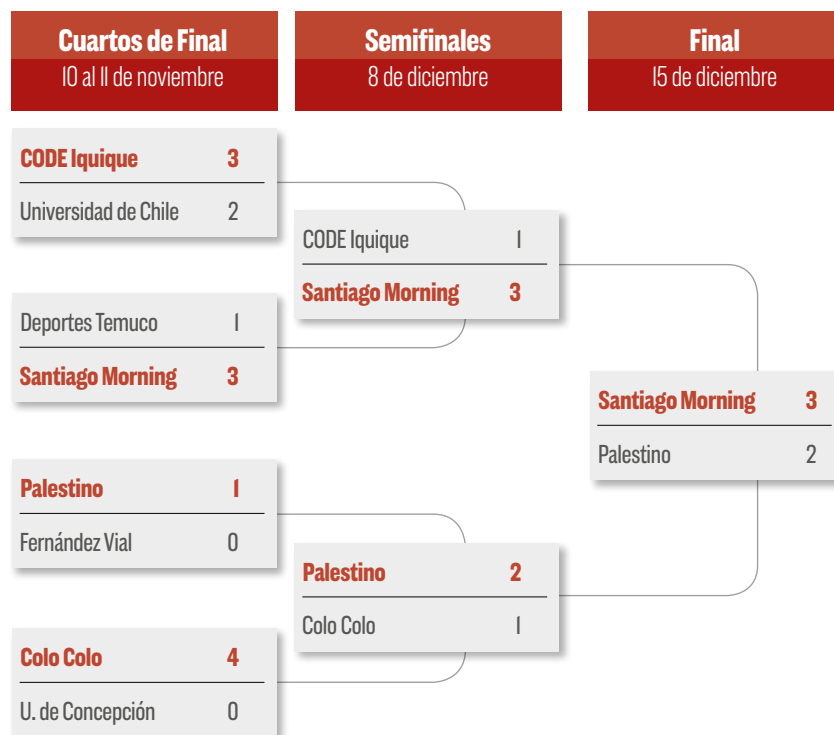 Cuartos de Final
10 al 11 de noviembre
Semifinales
8 de diciembre
Final
15 de diciembre
CODE Iquique 3
Universidad de Chile 2
Deportes Temuco 1
Santiago Morning 3
Palestino 1
Fernández Vial 0
Colo Colo 4
U. de Concepción 0
CODE Iquique 1
Santiago Morning 3
Palestino 2
Colo Colo 1
Santiago Morning 3
Palestino 2